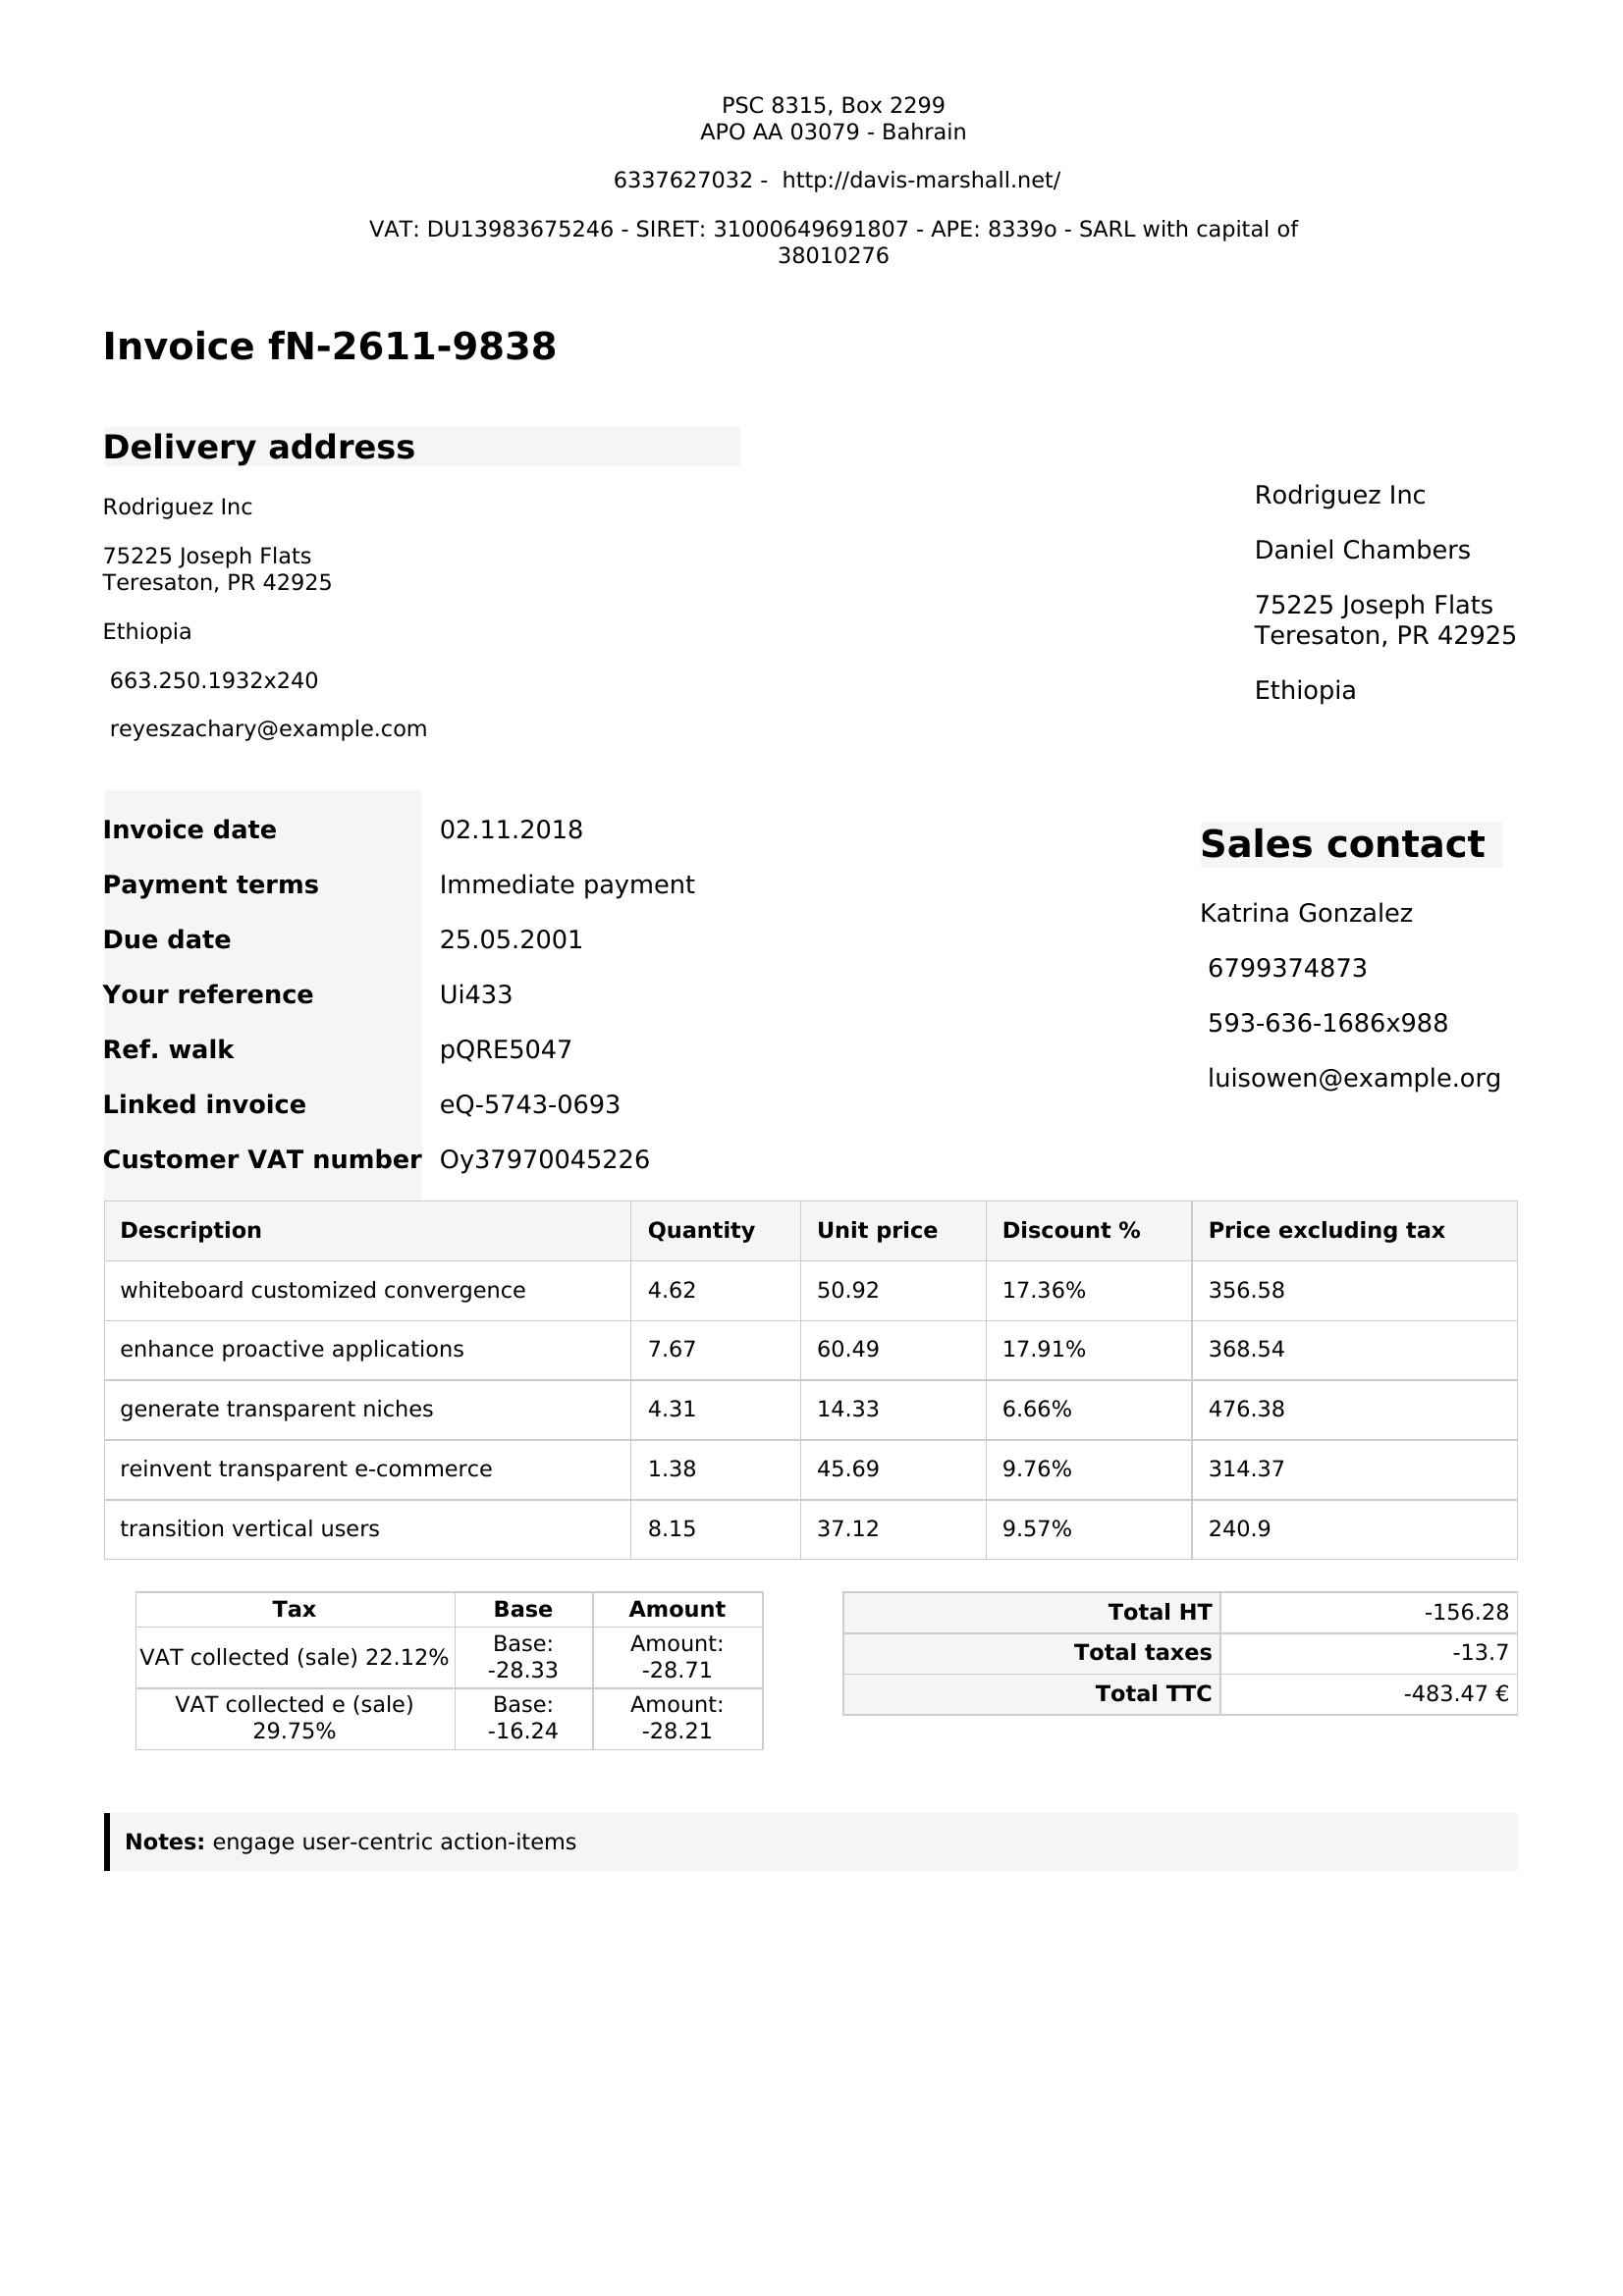 PSC 8315, Box 2299
APO AA 03079 - Bahrain
6337627032 - http://davis-marshall.net/
VAT: DU13983675246 - SIRET: 31000649691807 - APE: 8339o - SARL with capital of
38010276
Invoice fN-2611-9838
Delivery address
Rodriguez Inc
75225 Joseph Flats
Teresaton, PR 42925
Ethiopia
663.250.1932x240
reyeszachary@example.com
Rodriguez Inc
Daniel Chambers
75225 Joseph Flats
Teresaton, PR 42925
Ethiopia
Invoice date 02.11.2018
Payment terms Immediate payment
Due date 25.05.2001
Your reference Ui433
Ref. walk pQRE5047
Linked invoice eQ-5743-0693
Customer VAT number Oy37970045226
Sales contact
Katrina Gonzalez
6799374873
593-636-1686x988
luisowen@example.org
Description Quantity Unit price Discount % Price excluding tax
whiteboard customized convergence 4.62 50.92 17.36% 356.58
enhance proactive applications 7.67 60.49 17.91% 368.54
generate transparent niches 4.31 14.33 6.66% 476.38
reinvent transparent e-commerce 1.38 45.69 9.76% 314.37
transition vertical users 8.15 37.12 9.57% 240.9
Tax Base Amount
VAT collected (sale) 22.12% Base: -28.33 Amount: -28.71
VAT collected e (sale) 29.75% Base: -16.24 Amount: -28.21
Total HT -156.28
Total taxes -13.7
Total TTC -483.47 €
Notes: engage user-centric action-items